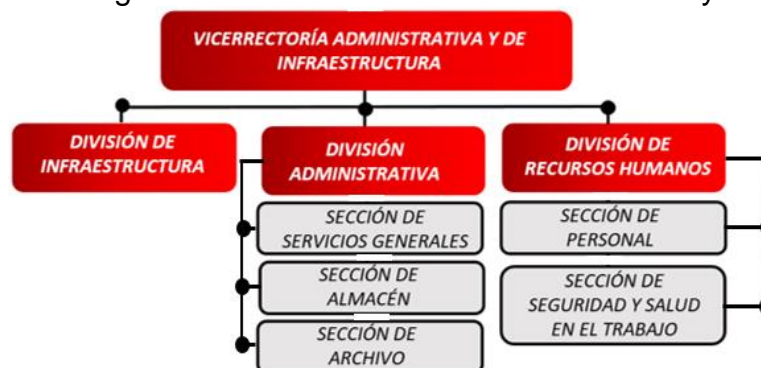 VICERRECTORÍA ADMINISTRATIVA Y DE
INFRAESTRUCTURA
DIVISIÓN DE
INFRAESTRUCTURA
DIVISIÓN
ADMINISTRATIVA
SECCIÓN DE
SERVICIOS GENERALES
SECCIÓN DE
ALMACÉN
SECCIÓN DE
ARCHIVO
DIVISIÓN DE
RECURSOS HUMANOS
SECCIÓN DE
PERSONAL
SECCIÓN DE
SEGURIDAD Y SALUD
EN EL TRABAJO